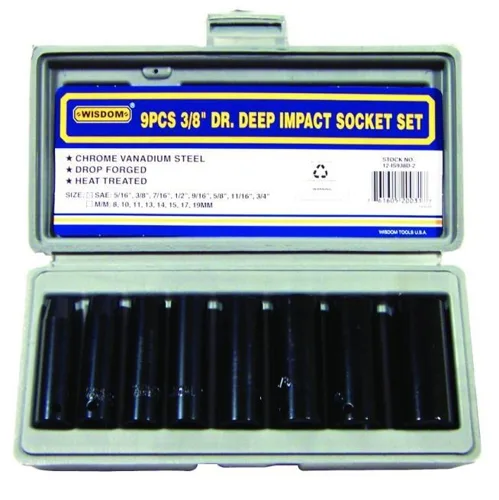 WISDOM
9PCS 3/8" DR. DEEP IMPACT SOCKET SET
★ CHROME VANADIUM STEEL
★ DROP FORGED
★ HEAT TREATED
STOCK NO.
SIZE: SAE: 5/16", 3/8", 7/16", 1/2", 9/16", 5/8", 11/16", 3/4"
M/M: 8, 10, 11, 13, 14, 15, 17, 19MM
WISDOM TOOLS U.S.A.